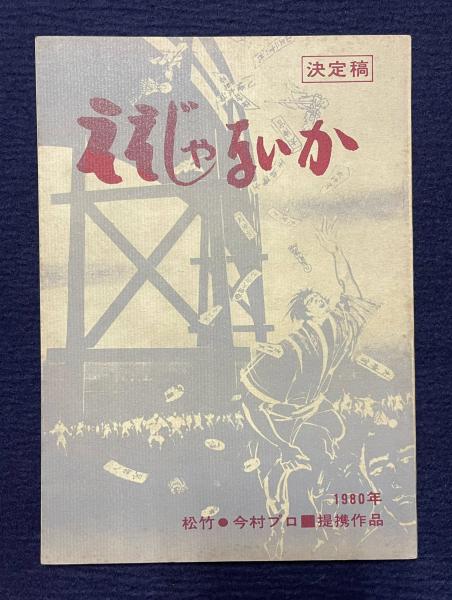 決定稿
ええじゃないか
1980年
松竹●今村プロ■提携作品